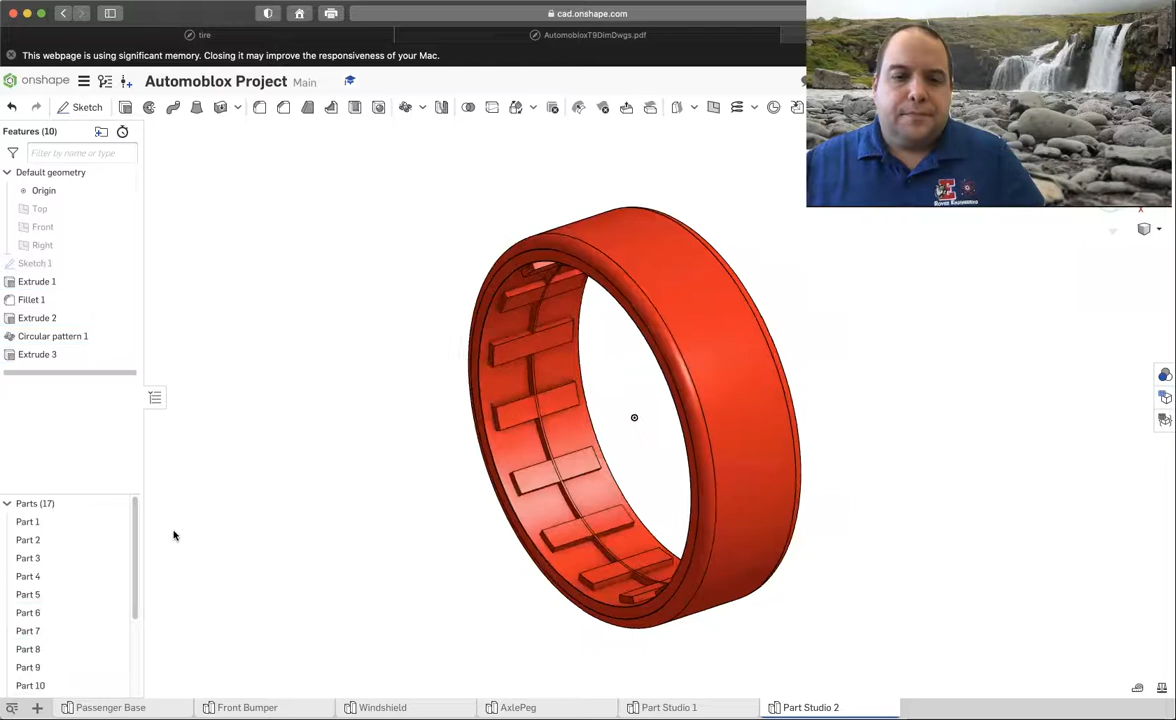 cad.onshape.com
tire
AutomobloxT9DimDwgs.pdf
This webpage is using significant memory. Closing it may improve the responsiveness of your Mac.
onshape
Automoblox Project Main
Sketch
Features (10)
Filter by name or type
Default geometry
Origin
Top
Front
Right
Sketch 1
Extrude 1
Fillet 1
Extrude 2
Circular pattern 1
Extrude 3
Parts (17)
Part 1
Part 2
Part 3
Part 4
Part 5
Part 6
Part 7
Part 8
Part 9
Part 10
Passenger Base
Front Bumper
Windshield
AxlePeg
Part Studio 1
Part Studio 2